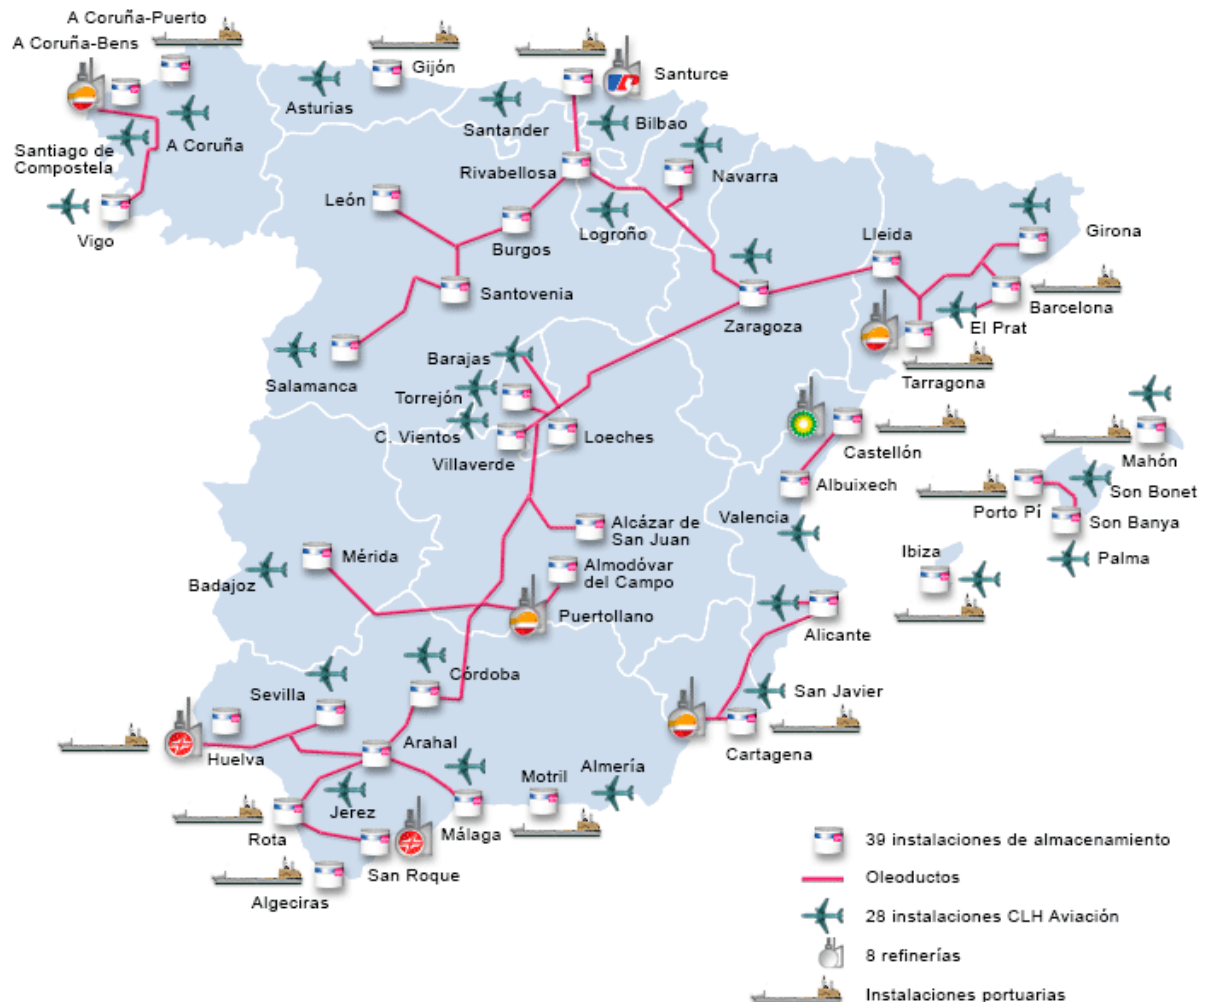 A Coruña-Puerto
A Coruña-Bens
Gijón
Santurce
Asturias
Santander
Bilbao
A Coruña
Santiago de
Compostela
Rivabellosa
Navarra
León
Vigo
Burgos
Logroño
Lleida
Girona
Santovenia
Zaragoza
Barcelona
El Prat
Barajas
Salamanca
Tarragona
Torrejón
C. Vientos
Loeches
Villaverde
Castellón
Mahón
Albuixech
Son Bonet
Porto Pí
Valencia
Son Banya
Alcázar de
San Juan
Mérida
Ibiza
Palma
Almodóvar
del Campo
Badajoz
Puertollano
Alicante
Córdoba
Sevilla
San Javier
Arahal
Huelva
Cartagena
Motril
Almería
Jerez
Rota
Málaga
San Roque
Algeciras
39 instalaciones de almacenamiento
Oleoductos
28 instalaciones CLH Aviación
8 refinerías
Instalaciones portuarias